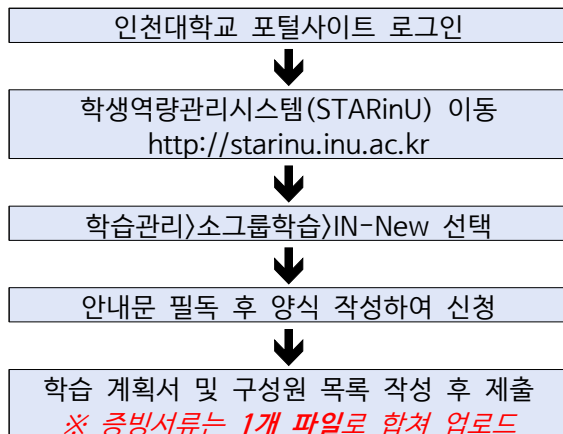 인천대학교 포털사이트 로그인
학생역량관리시스템(STARinU) 이동
http://starinu.inu.ac.kr
학습관리>소그룹학습>IN-New 선택
안내문 필독 후 양식 작성하여 신청
학습 계획서 및 구성원 목록 작성 후 제출
※ 증빙서류는 1개 파일로 합쳐 업로드